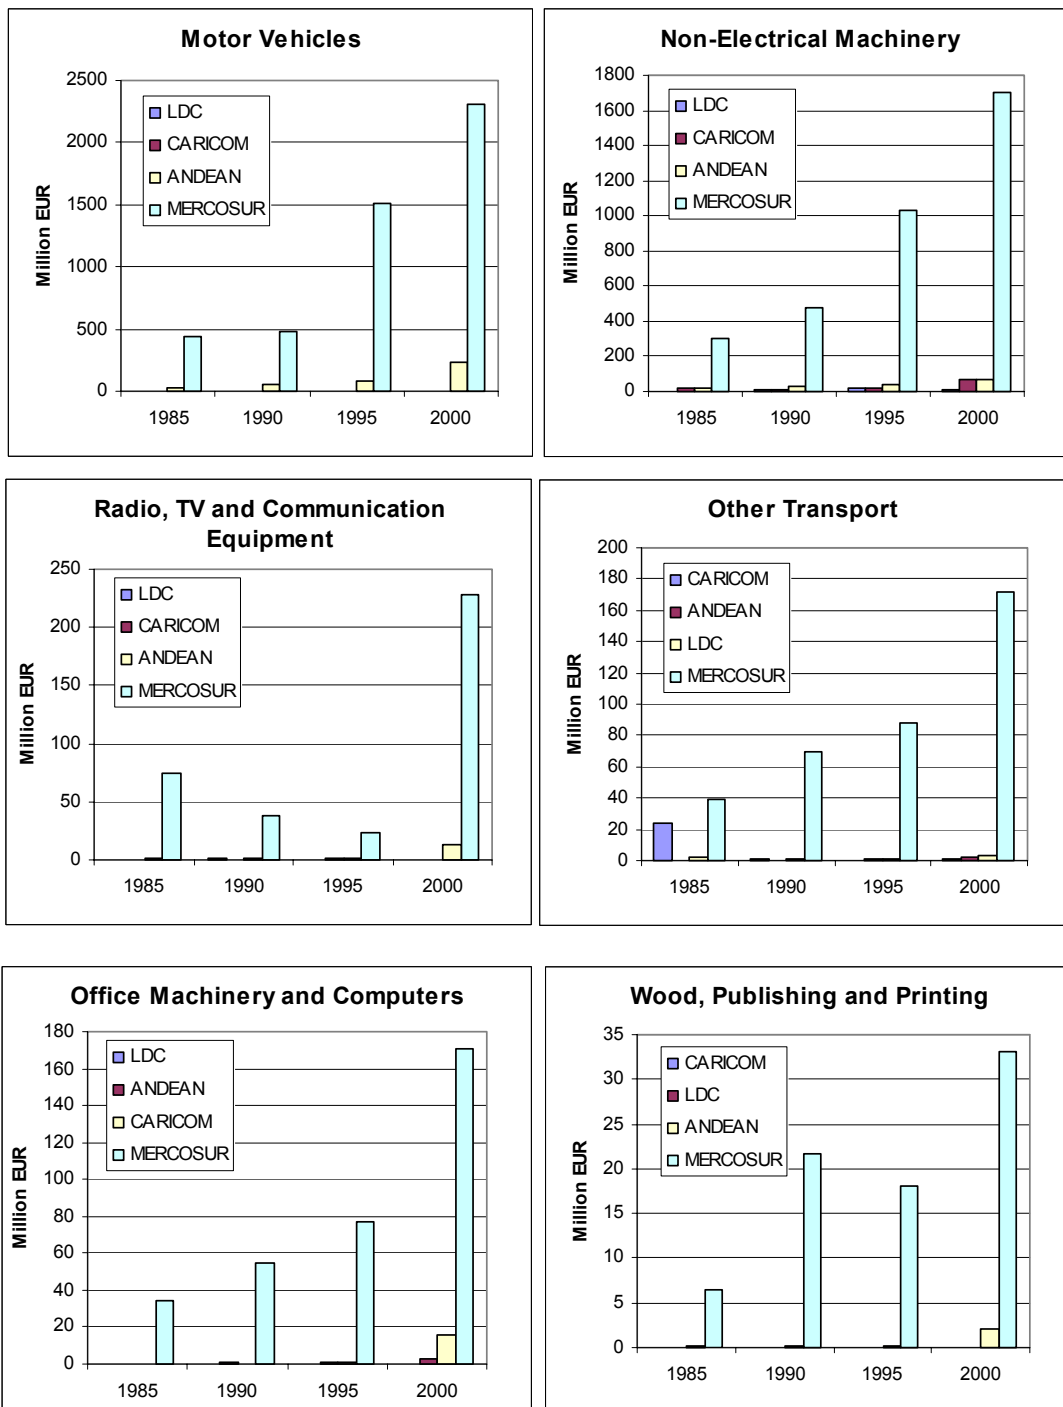 Motor Vehicles
Million EUR
2500
2000
1500
1000
500
0
LDC
CARICOM
ANDEAN
MERCOSUR
1985 1990 1995 2000
Non-Electrical Machinery
Million EUR
1800
1600
1400
1200
1000
800
600
400
200
0
LDC
CARICOM
ANDEAN
MERCOSUR
1985 1990 1995 2000
Radio, TV and Communication
Equipment
Million EUR
250
200
150
100
50
0
LDC
CARICOM
ANDEAN
MERCOSUR
1985 1990 1995 2000
Other Transport
Million EUR
200
180
160
140
120
100
80
60
40
20
0
CARICOM
ANDEAN
LDC
MERCOSUR
1985 1990 1995 2000
Office Machinery and Computers
Million EUR
180
160
140
120
100
80
60
40
20
0
LDC
ANDEAN
CARICOM
MERCOSUR
1985 1990 1995 2000
Wood, Publishing and Printing
Million EUR
35
30
25
20
15
10
5
0
CARICOM
LDC
ANDEAN
MERCOSUR
1985 1990 1995 2000